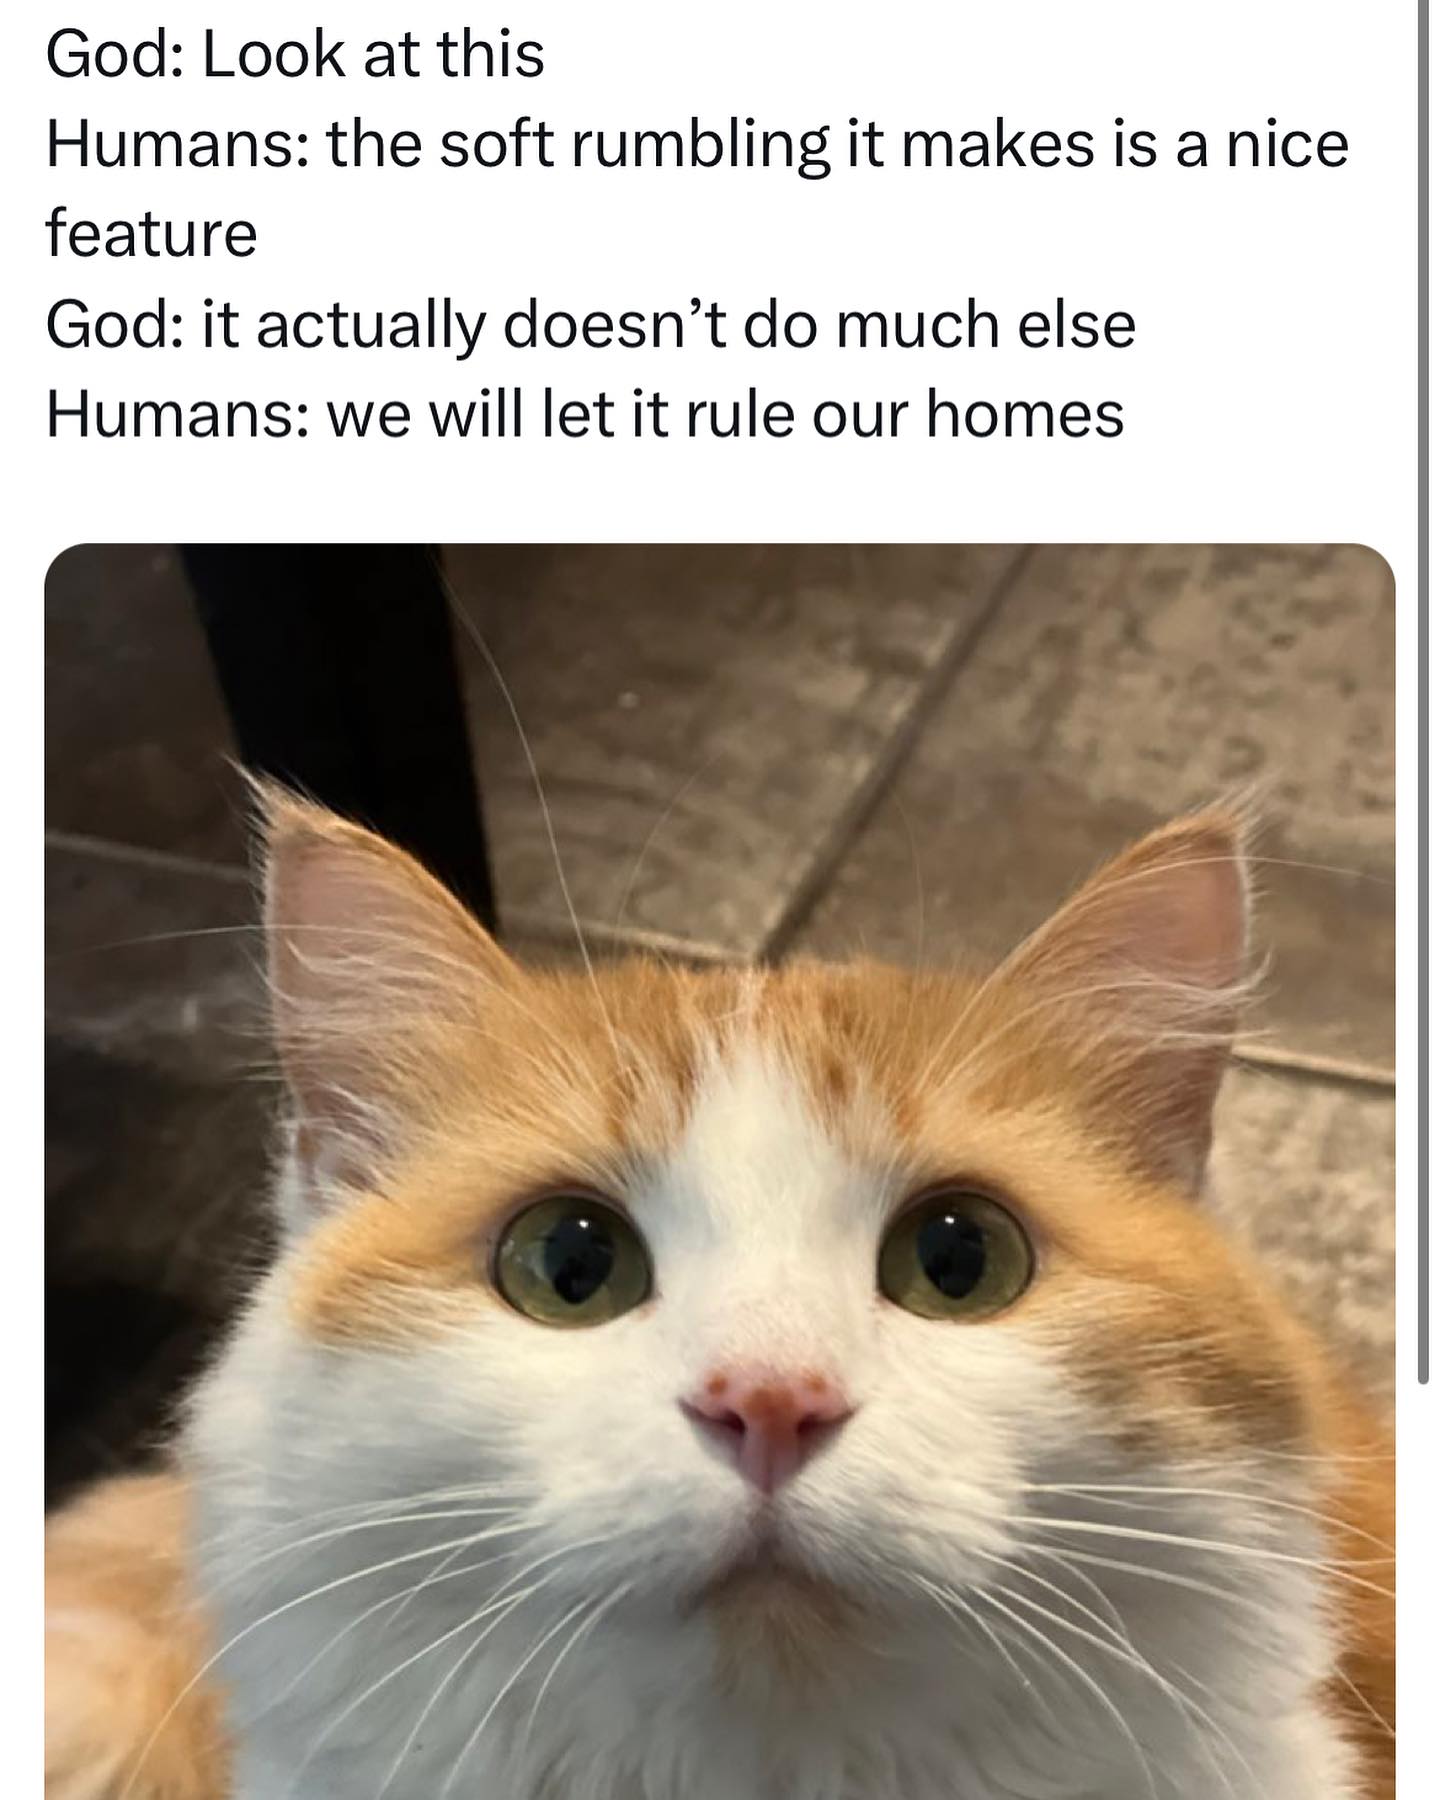 God: Look at this
Humans: the soft rumbling it makes is a nice
feature
God: it actually doesn’t do much else
Humans: we will let it rule our homes